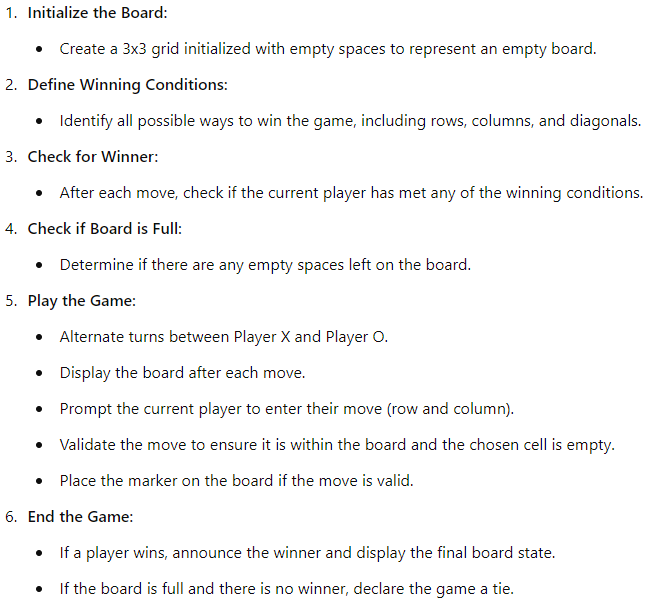 1. Initialize the Board:
• Create a 3x3 grid initialized with empty spaces to represent an empty board.
2. Define Winning Conditions:
• Identify all possible ways to win the game, including rows, columns, and diagonals.
3. Check for Winner:
• After each move, check if the current player has met any of the winning conditions.
4. Check if Board is Full:
• Determine if there are any empty spaces left on the board.
5. Play the Game:
• Alternate turns between Player X and Player O.
• Display the board after each move.
• Prompt the current player to enter their move (row and column).
• Validate the move to ensure it is within the board and the chosen cell is empty.
• Place the marker on the board if the move is valid.
6. End the Game:
• If a player wins, announce the winner and display the final board state.
• If the board is full and there is no winner, declare the game a tie.